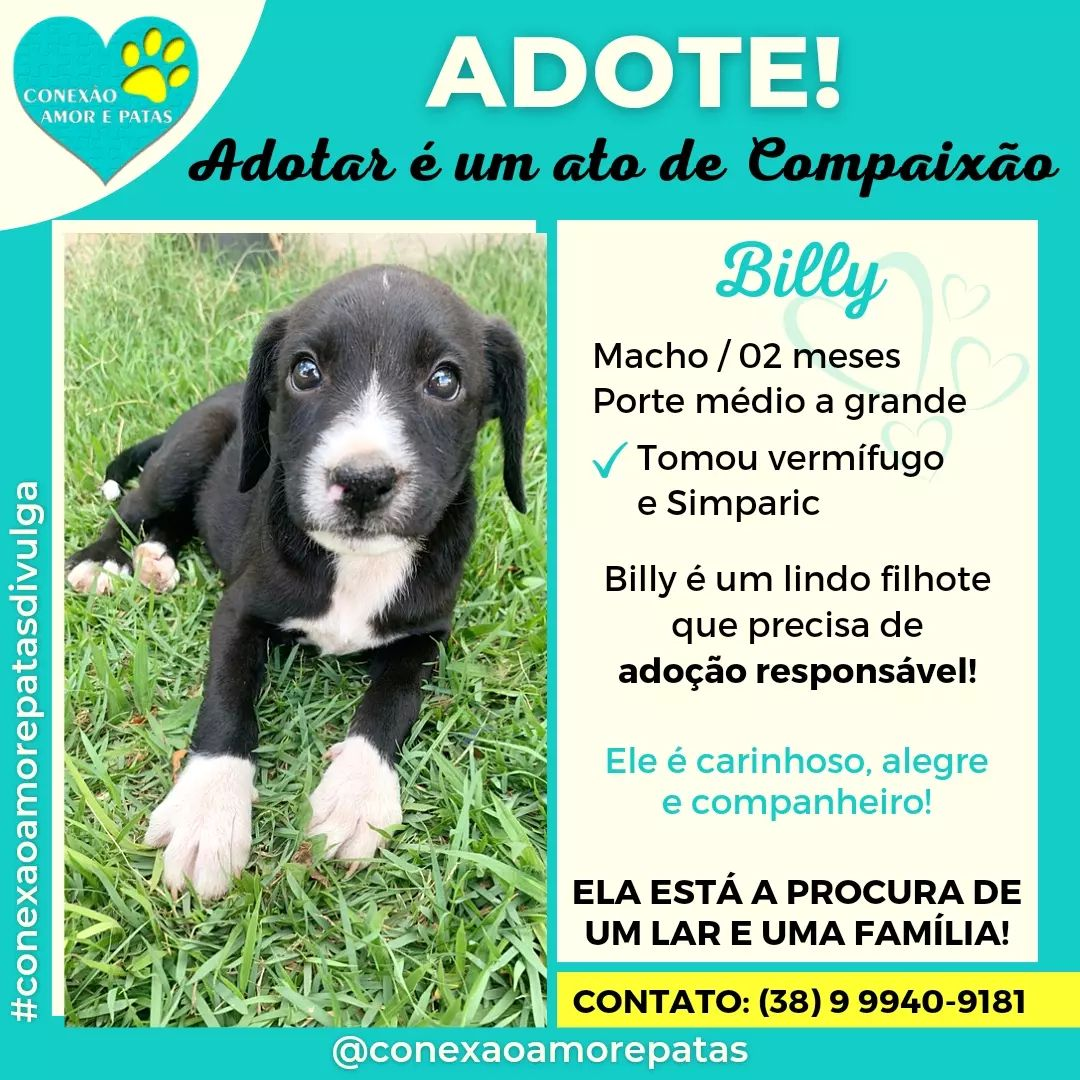 CONEXÃO
AMOR E PATAS
ADOTE!
Adotar é um ato de Compaixão
Billy
Macho / 02 meses
Porte médio a grande
✓ Tomou vermífugo
e Simparic
Billy é um lindo filhote
que precisa de
adoção responsável!
Ele é carinhoso, alegre
e companheiro!
ELA ESTÁ A PROCURA DE
UM LAR E UMA FAMÍLIA!
CONTATO: (38) 9 9940-9181
#conexaoamorepatasdivulga
@conexaoamorepatas